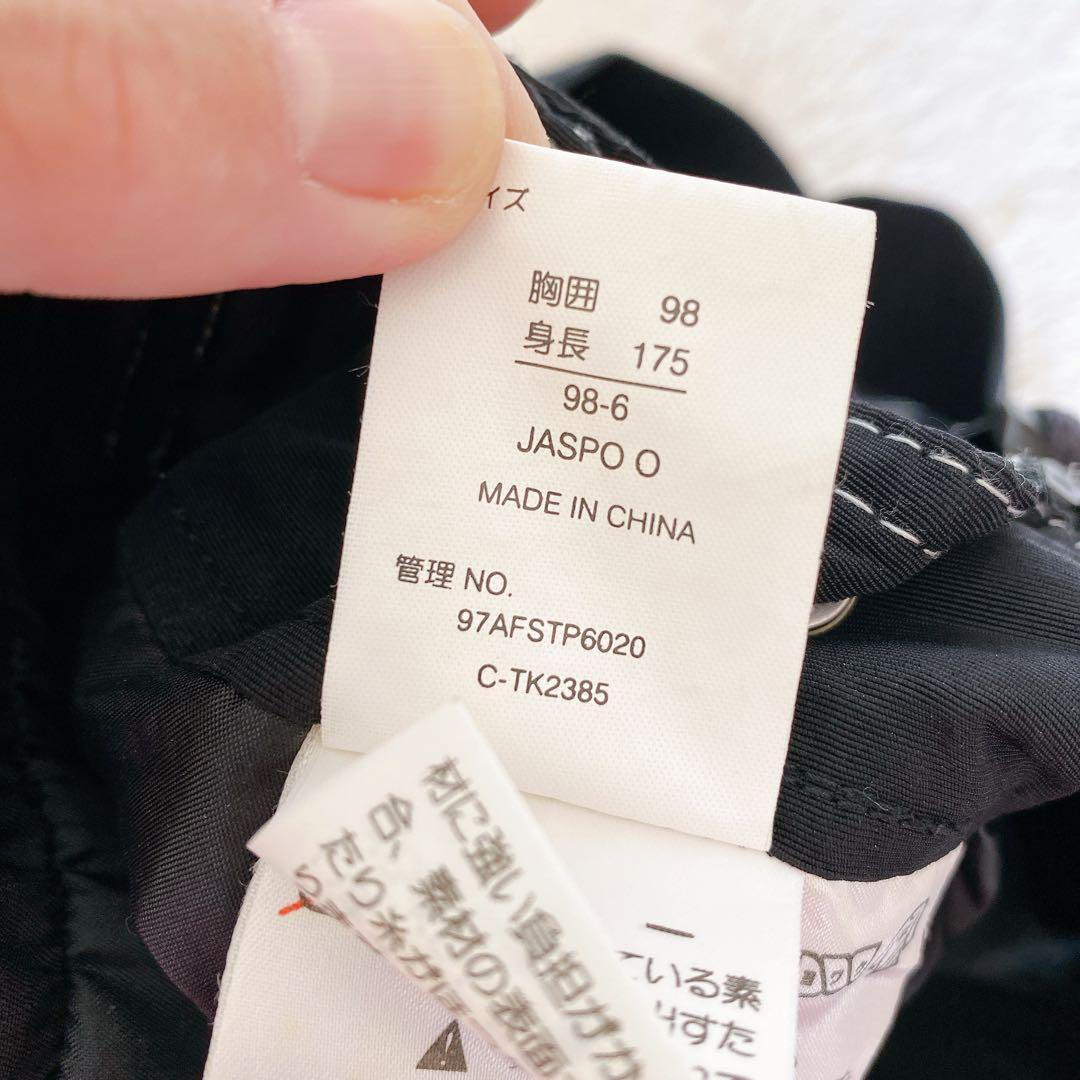 イズ
胸囲 98
身長 175
98-6
JASPO O
MADE IN CHINA
管理 NO.
97AFSTP6020
C-TK2385
材に強い負担がか
合、素材の表面
たり糸が
ている素
すた